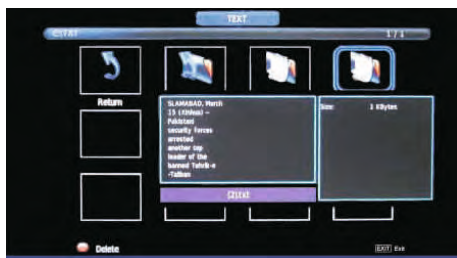 TEXT
1 / 1
Return
SLAMABAD, March
15 (Xinhua) --
Pakistani
security forces
arrested
another top
leader of the
banned Tehrik-e
-Taliban
Size: 1 KBytes
Delete
EXIT Exit